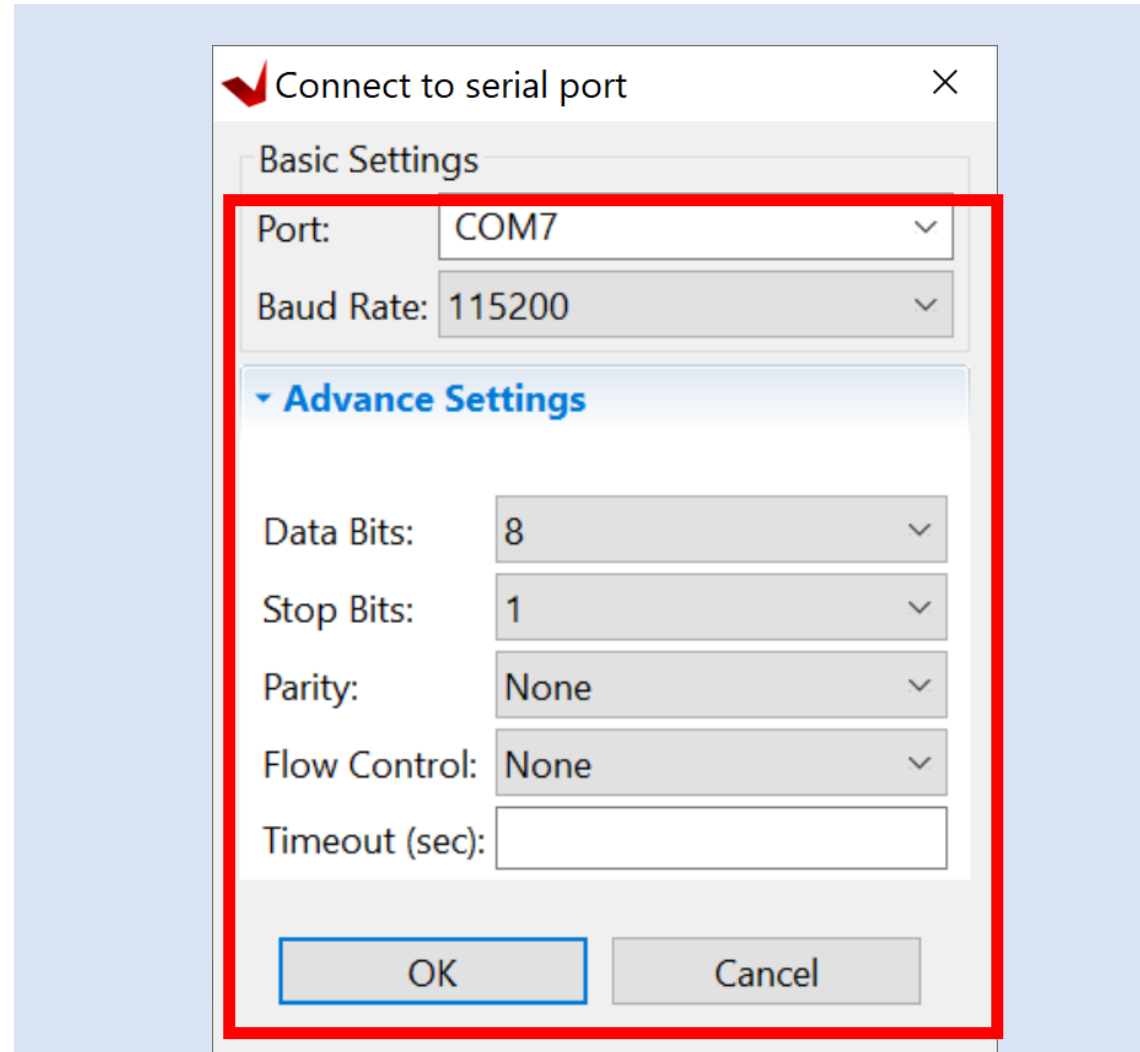 Connect to serial port
Basic Settings
Port: COM7
Baud Rate: 115200
Advance Settings
Data Bits: 8
Stop Bits: 1
Parity: None
Flow Control: None
Timeout (sec):
OK Cancel